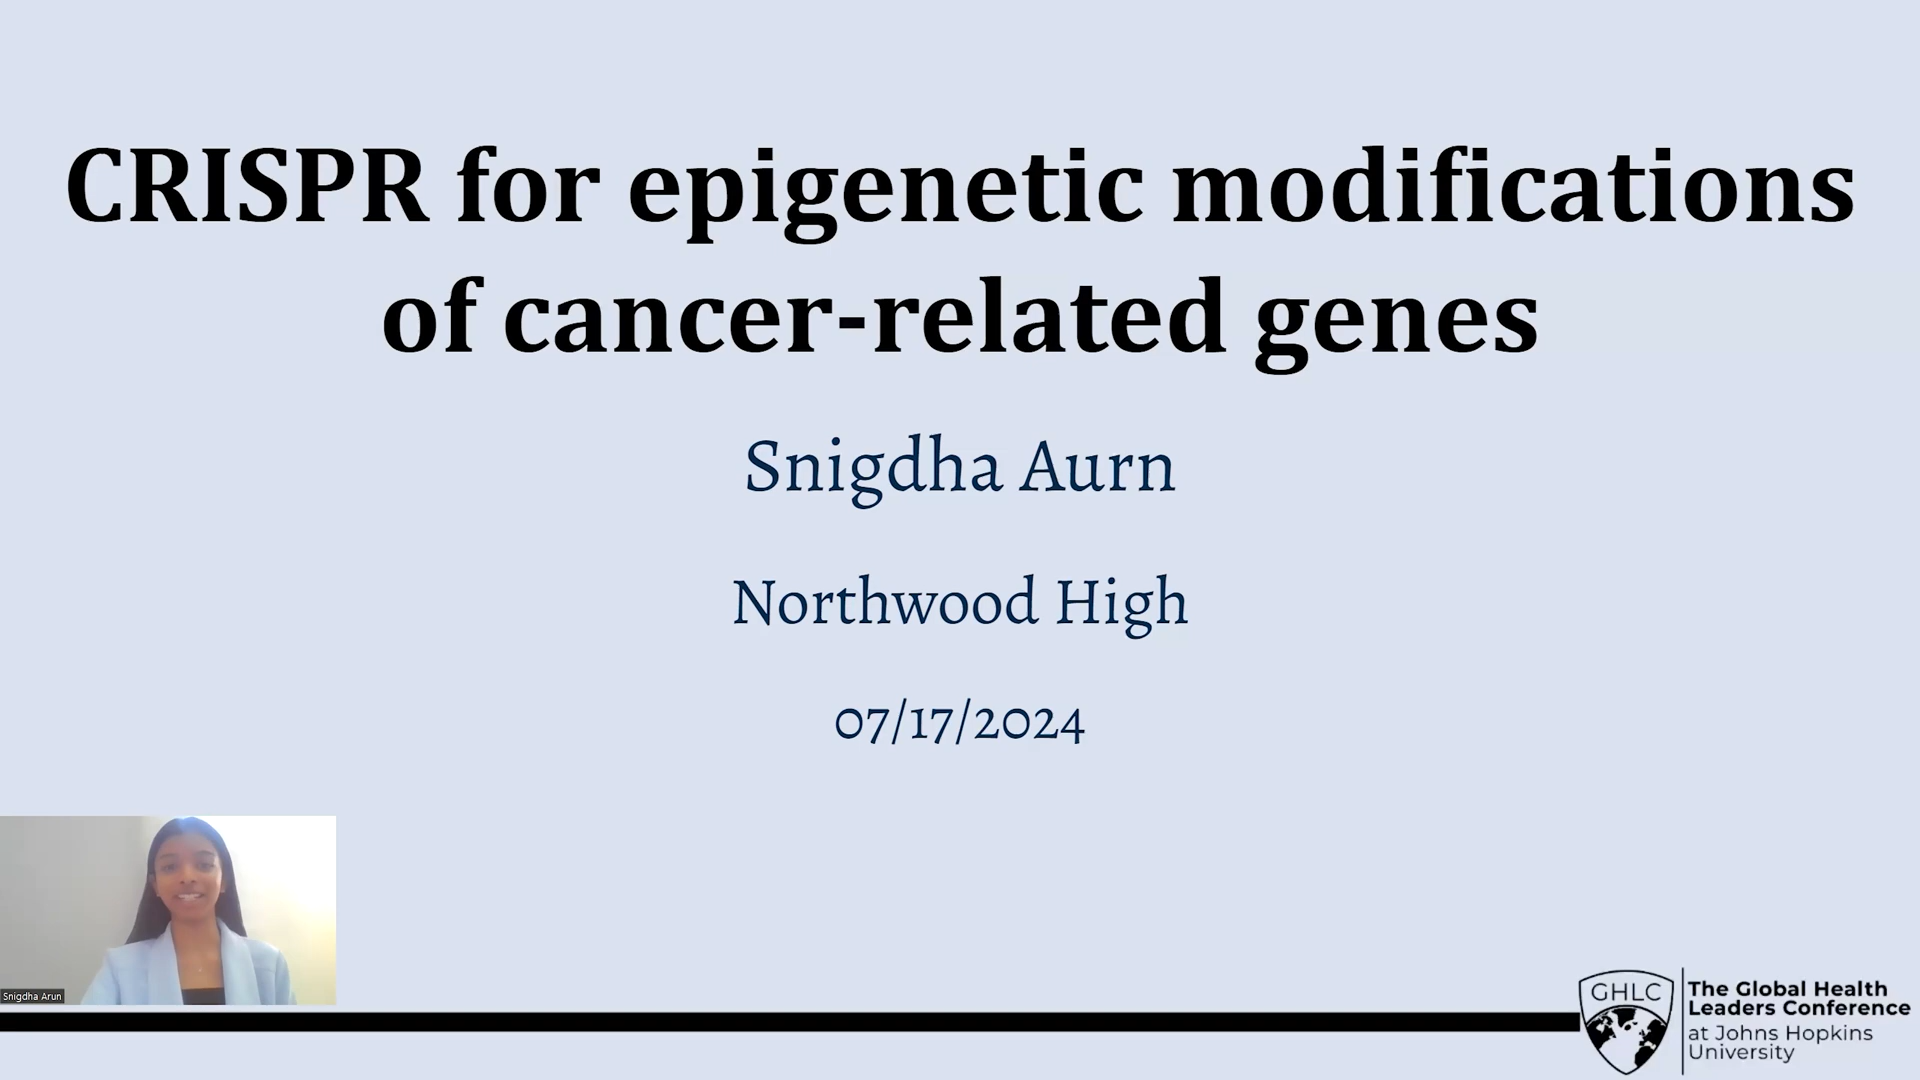 CRISPR for epigenetic modifications
of cancer-related genes
Snigdha Aurn
Northwood High
07/17/2024
Snigdha Arun
GHLC
The Global Health
Leaders Conference
at Johns Hopkins
University